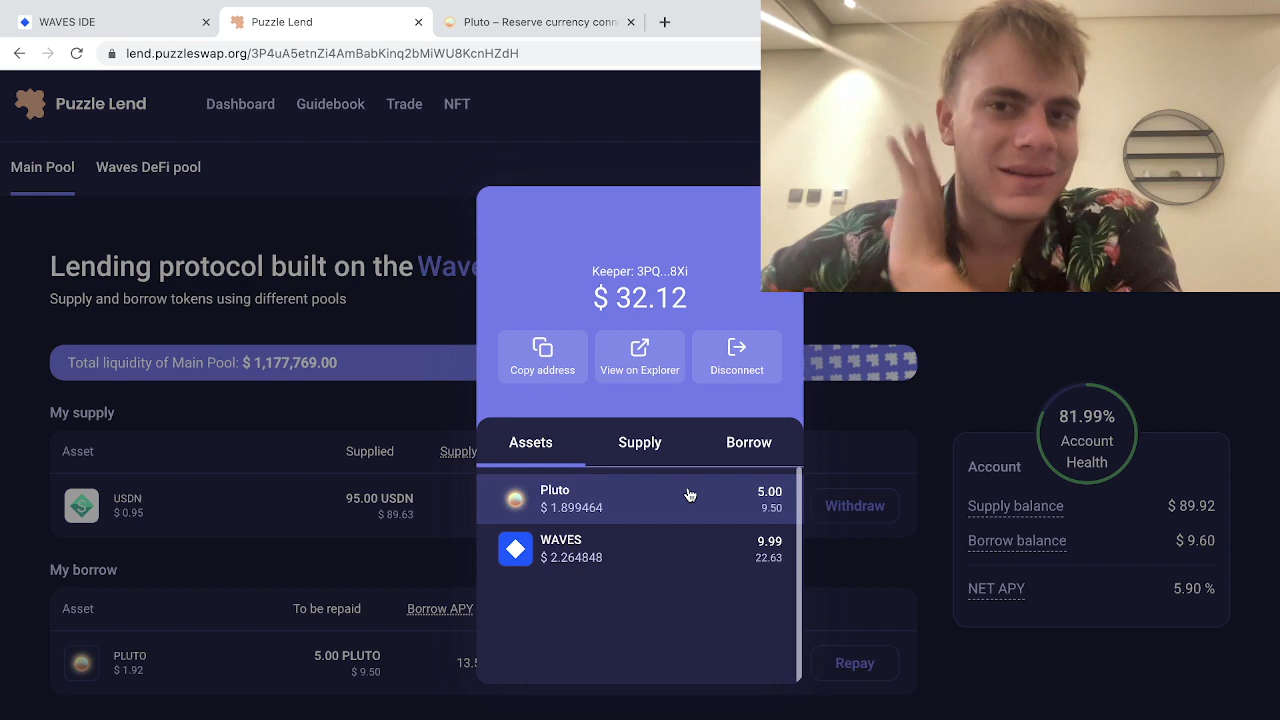 WAVES IDE
Puzzle Lend
Pluto – Reserve currency conn
lend.puzzleswap.org/3P4uA5etnZi4AmBabKinq2bMiWU8KcnHZdH
Puzzle Lend
Dashboard
Guidebook
Trade
NFT
Main Pool
Waves DeFi pool
Lending protocol built on the Wave
Supply and borrow tokens using different pools
Total liquidity of Main Pool: $ 1,177,769.00
My supply
Asset
Supplied
Supply
USDN
$ 0.95
95.00 USDN
$ 89.63
Withdraw
My borrow
Asset
To be repaid
Borrow APY
PLUTO
$ 1.92
5.00 PLUTO
$ 9.50
13.5
Repay
Keeper: 3PQ...8Xi
$ 32.12
Copy address
View on Explorer
Disconnect
Assets
Supply
Borrow
Pluto
$ 1.899464
5.00
9.50
WAVES
$ 2.264848
9.99
22.63
81.99%
Account
Health
Account
Supply balance
$ 89.92
Borrow balance
$ 9.60
NET APY
5.90 %